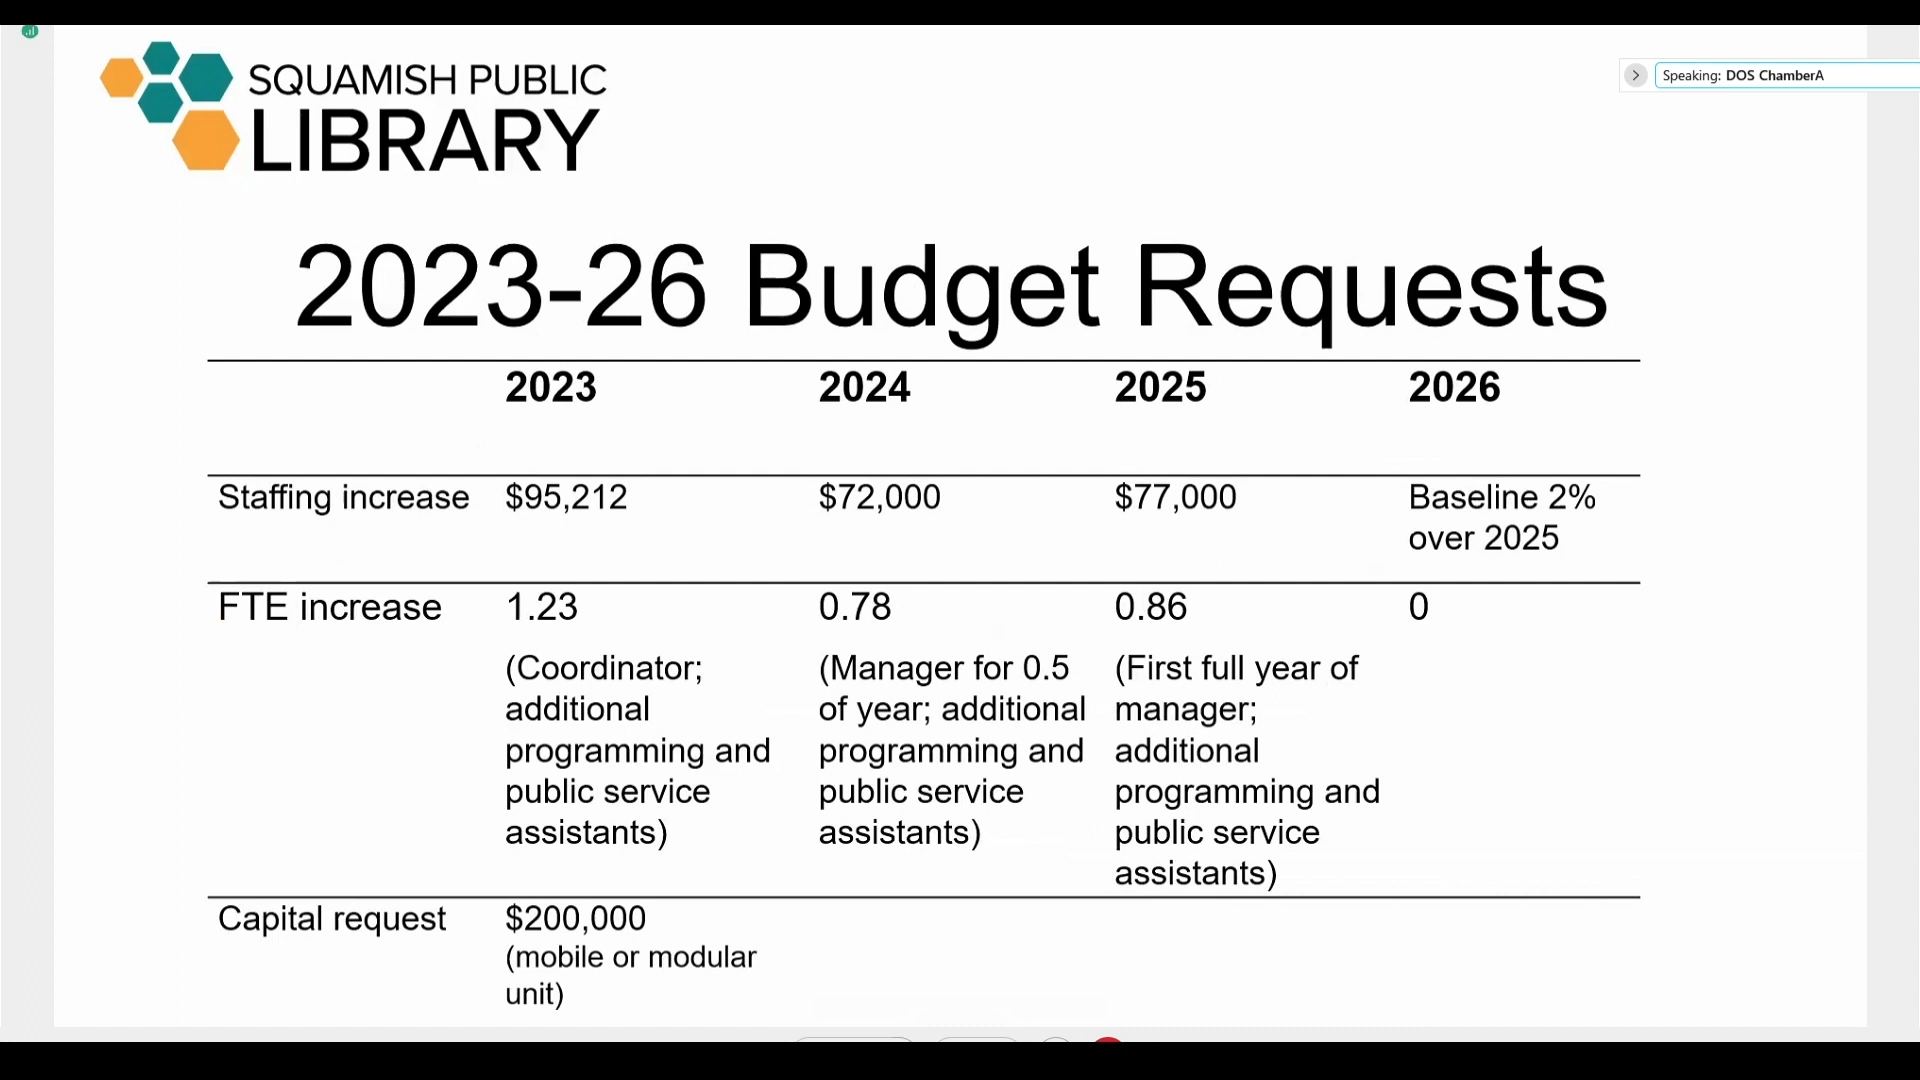 SQUAMISH PUBLIC
LIBRARY
Speaking: DOS ChamberA
2023-26 Budget Requests
2023 2024 2025 2026
Staffing increase $95,212 $72,000 $77,000 Baseline 2%
over 2025
FTE increase 1.23 0.78 0.86 0
(Coordinator; (Manager for 0.5 (First full year of
additional of year; additional manager;
programming and programming and additional
public service public service programming and
assistants) assistants) public service
assistants)
Capital request $200,000
(mobile or modular
unit)